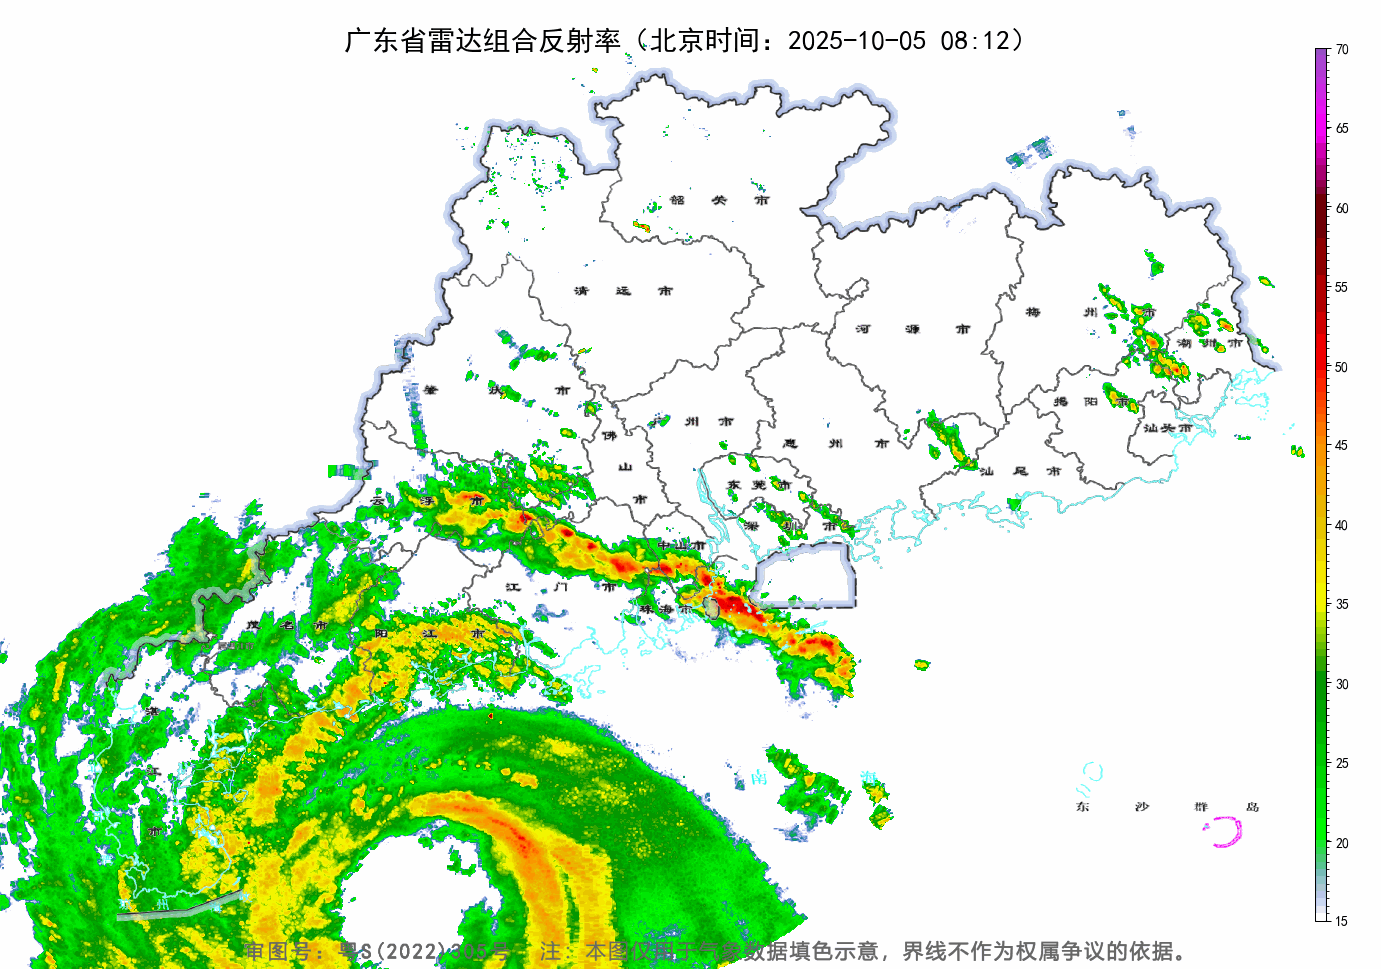 广东省雷达组合反射率（北京时间：2025-10-05 08:12）
70
65
韶关市
60
清远市
55
梅州市
河源市
潮州市
50
肇庆市
揭阳市
45
广州市
佛山市
惠州市
汕头市
汕尾市
东莞市
云浮市
40
深圳市
中山市
江门市
珠海市
35
茂名市
阳江市
30
湛江市
25
南海
东沙群岛
20
15
审图号：粤S(2022)305号 注：本图仅用于气象数据填色示意，界线不作为权属争议的依据。